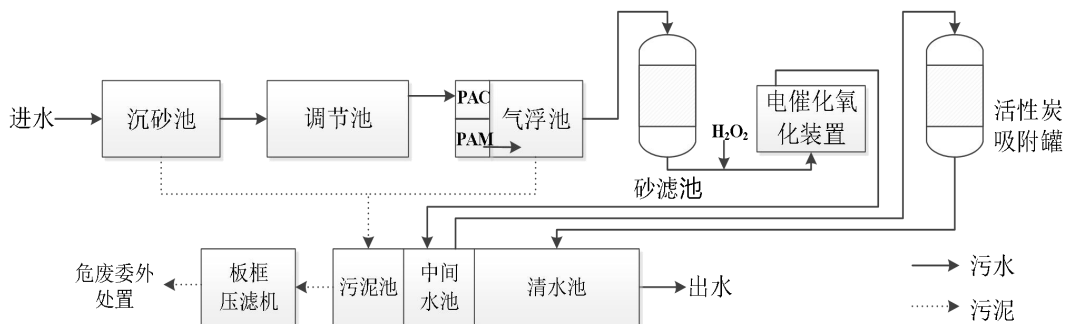 进水
沉砂池
调节池
PAC
PAM
气浮池
砂滤池
H₂O₂
电催化氧
化装置
活性炭
吸附罐
危废委外
处置
板框
压滤机
污泥池
中间
水池
清水池
出水
污水
污泥